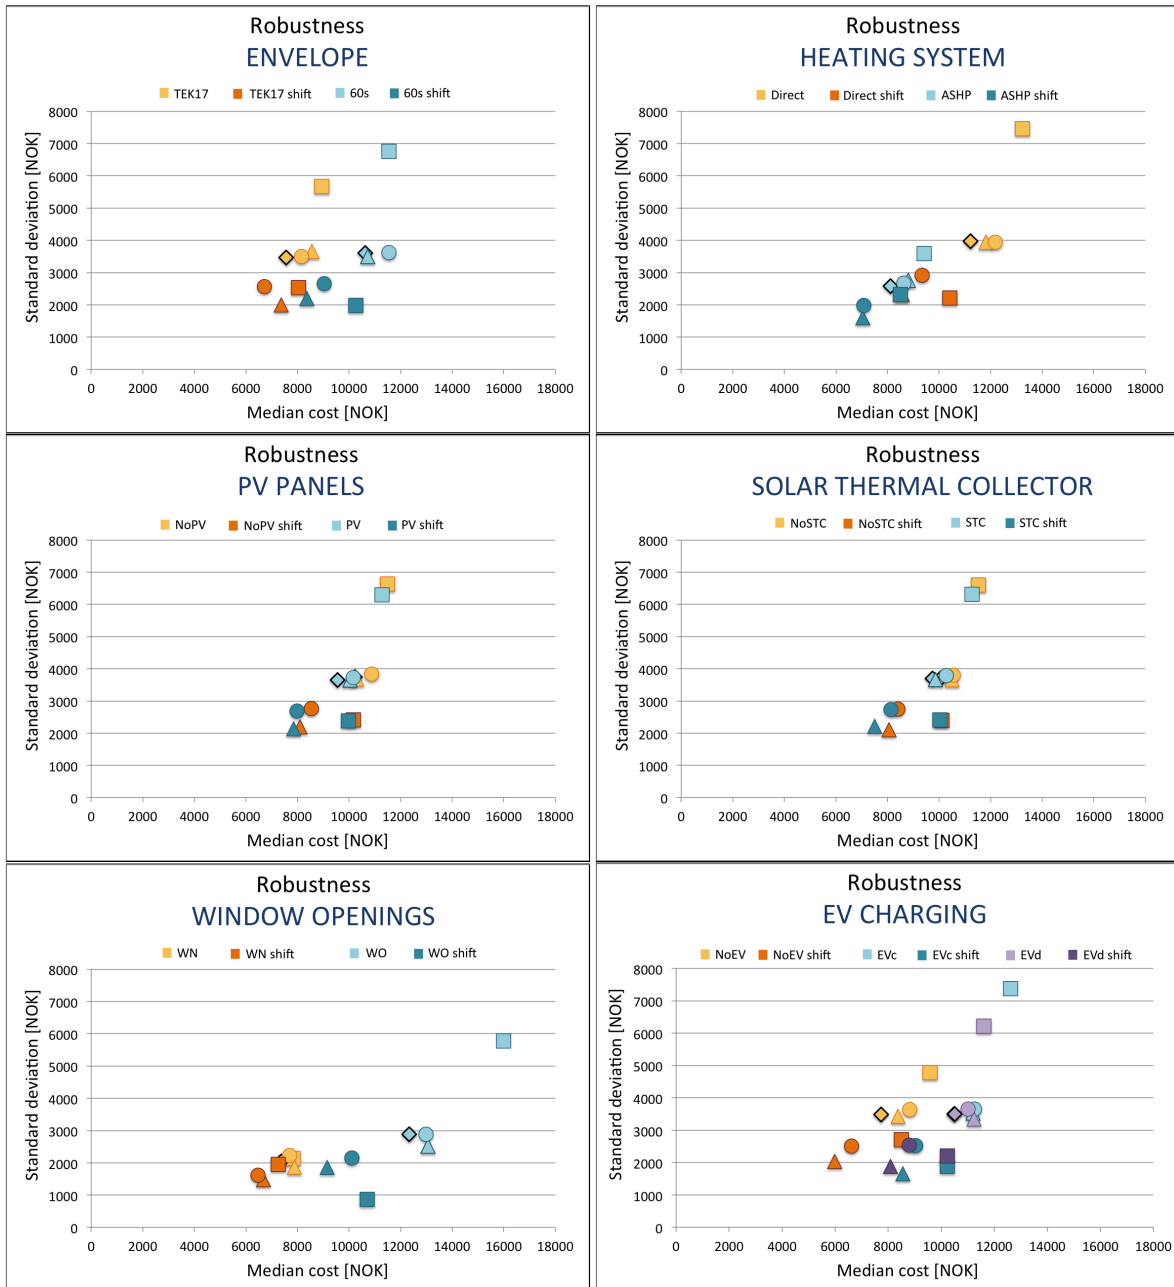 Robustness
ENVELOPE
TEK17 TEK17 shift 60s 60s shift
Standard deviation [NOK]
8000
7000
6000
5000
4000
3000
2000
1000
0
0 2000 4000 6000 8000 10000 12000 14000 16000 18000
Median cost [NOK]
Robustness
HEATING SYSTEM
Direct Direct shift ASHP ASHP shift
Standard deviation [NOK]
8000
7000
6000
5000
4000
3000
2000
1000
0
0 2000 4000 6000 8000 10000 12000 14000 16000 18000
Median cost [NOK]
Robustness
PV PANELS
NoPV NoPV shift PV PV shift
Standard deviation [NOK]
8000
7000
6000
5000
4000
3000
2000
1000
0
0 2000 4000 6000 8000 10000 12000 14000 16000 18000
Median cost [NOK]
Robustness
SOLAR THERMAL COLLECTOR
NoSTC NoSTC shift STC STC shift
Standard deviation [NOK]
8000
7000
6000
5000
4000
3000
2000
1000
0
0 2000 4000 6000 8000 10000 12000 14000 16000 18000
Median cost [NOK]
Robustness
WINDOW OPENINGS
WN WN shift WO WO shift
Standard deviation [NOK]
8000
7000
6000
5000
4000
3000
2000
1000
0
0 2000 4000 6000 8000 10000 12000 14000 16000 18000
Median cost [NOK]
Robustness
EV CHARGING
NoEV NoEV shift EVc EVc shift EVd EVd shift
Standard deviation [NOK]
8000
7000
6000
5000
4000
3000
2000
1000
0
0 2000 4000 6000 8000 10000 12000 14000 16000 18000
Median cost [NOK]